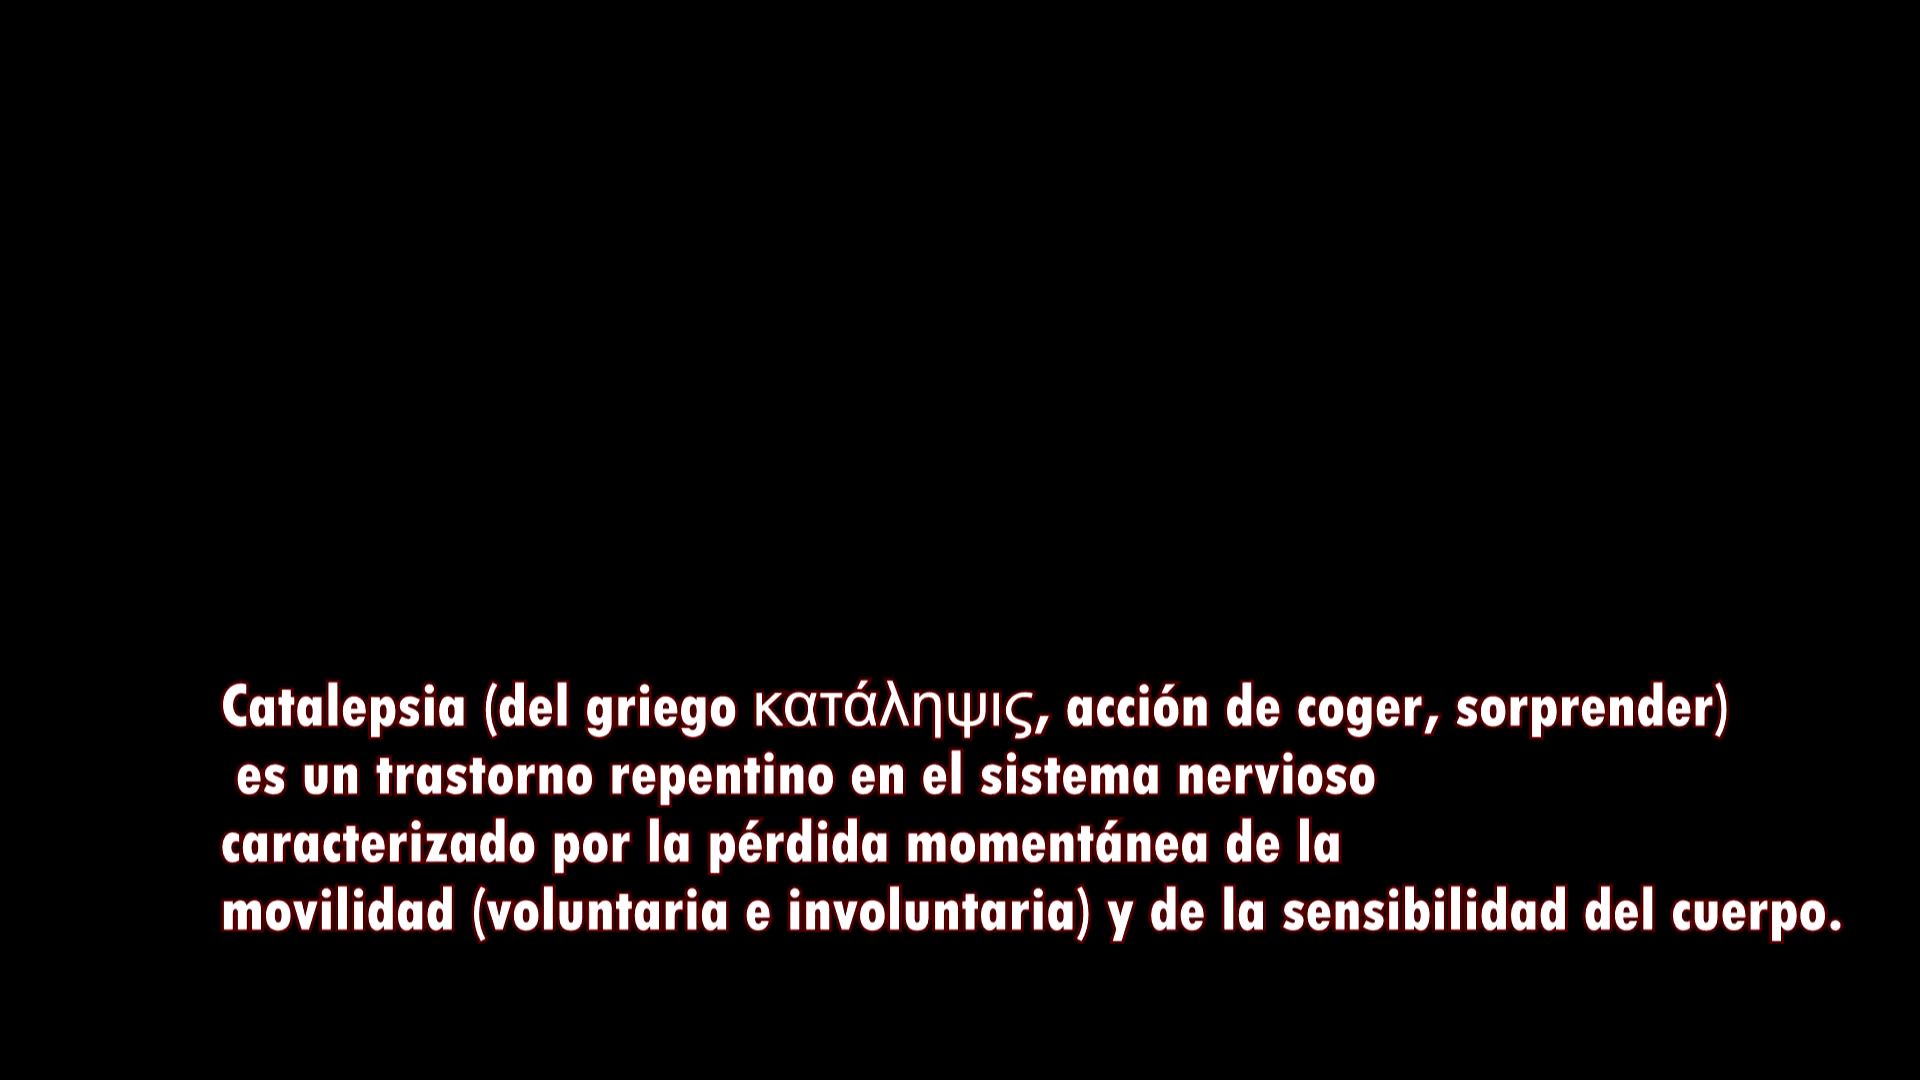 Catalepsia (del griego κατάληψις, acción de coger, sorprender)
es un trastorno repentino en el sistema nervioso
caracterizado por la pérdida momentánea de la
movilidad (voluntaria e involuntaria) y de la sensibilidad del cuerpo.